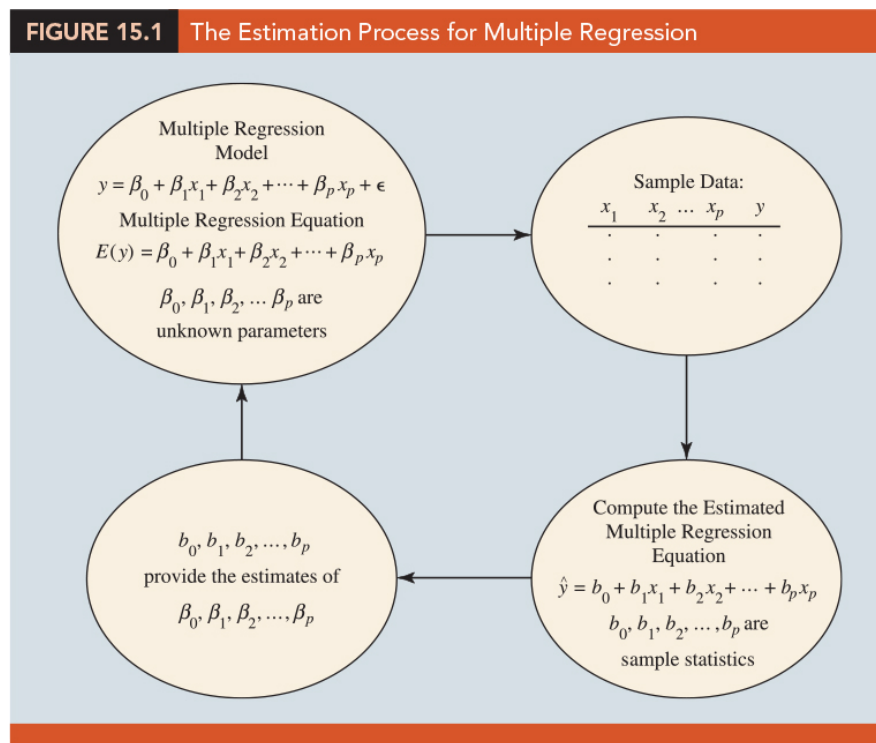 FIGURE 15.1 The Estimation Process for Multiple Regression
Multiple Regression
Model
y = β₀ + β₁x₁ + β₂x₂ + ⋯ + βₚxₚ + ϵ
Multiple Regression Equation
E(y) = β₀ + β₁x₁ + β₂x₂ + ⋯ + βₚxₚ
β₀, β₁, β₂, … βₚ are
unknown parameters
Sample Data:
x₁ x₂ … xₚ y
. . . .
. . . .
. . . .
Compute the Estimated
Multiple Regression
Equation
ŷ = b₀ + b₁x₁ + b₂x₂ + ⋯ + bₚxₚ
b₀, b₁, b₂, … , bₚ are
sample statistics
b₀, b₁, b₂, … , bₚ
provide the estimates of
β₀, β₁, β₂, … , βₚ